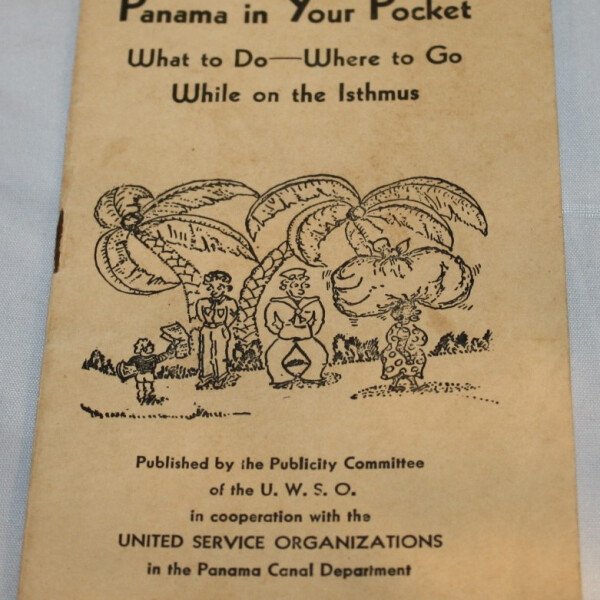 Panama in Your Pocket
What to Do—Where to Go
While on the Isthmus
Published by the Publicity Committee
of the U. W. S. O.
in cooperation with the
UNITED SERVICE ORGANIZATIONS
in the Panama Canal Department